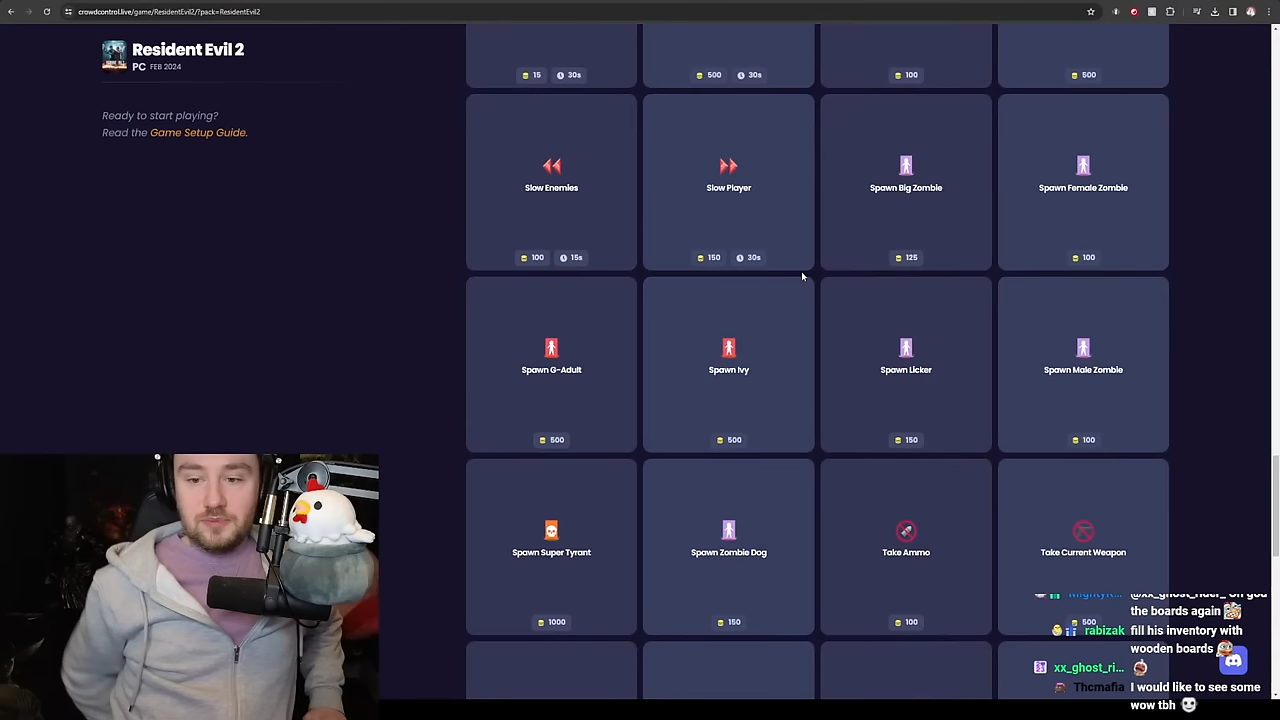 crowdcontrol.live/game/ResidentEvil2/?pack=ResidentEvil2
Resident Evil 2
PC FEB 2024
Ready to start playing?
Read the Game Setup Guide.
15 30s
500 30s
100
500
Slow Enemies
100 15s
Slow Player
150 30s
Spawn Big Zombie
125
Spawn Female Zombie
100
Spawn G-Adult
500
Spawn Ivy
500
Spawn Licker
150
Spawn Male Zombie
100
Spawn Super Tyrant
1000
Spawn Zombie Dog
150
Take Ammo
100
Take Current Weapon
500
the boards again
rabizak fill his inventory with
wooden boards
xx_ghost_ri...
Thcmafia I would like to see some
wow tbh